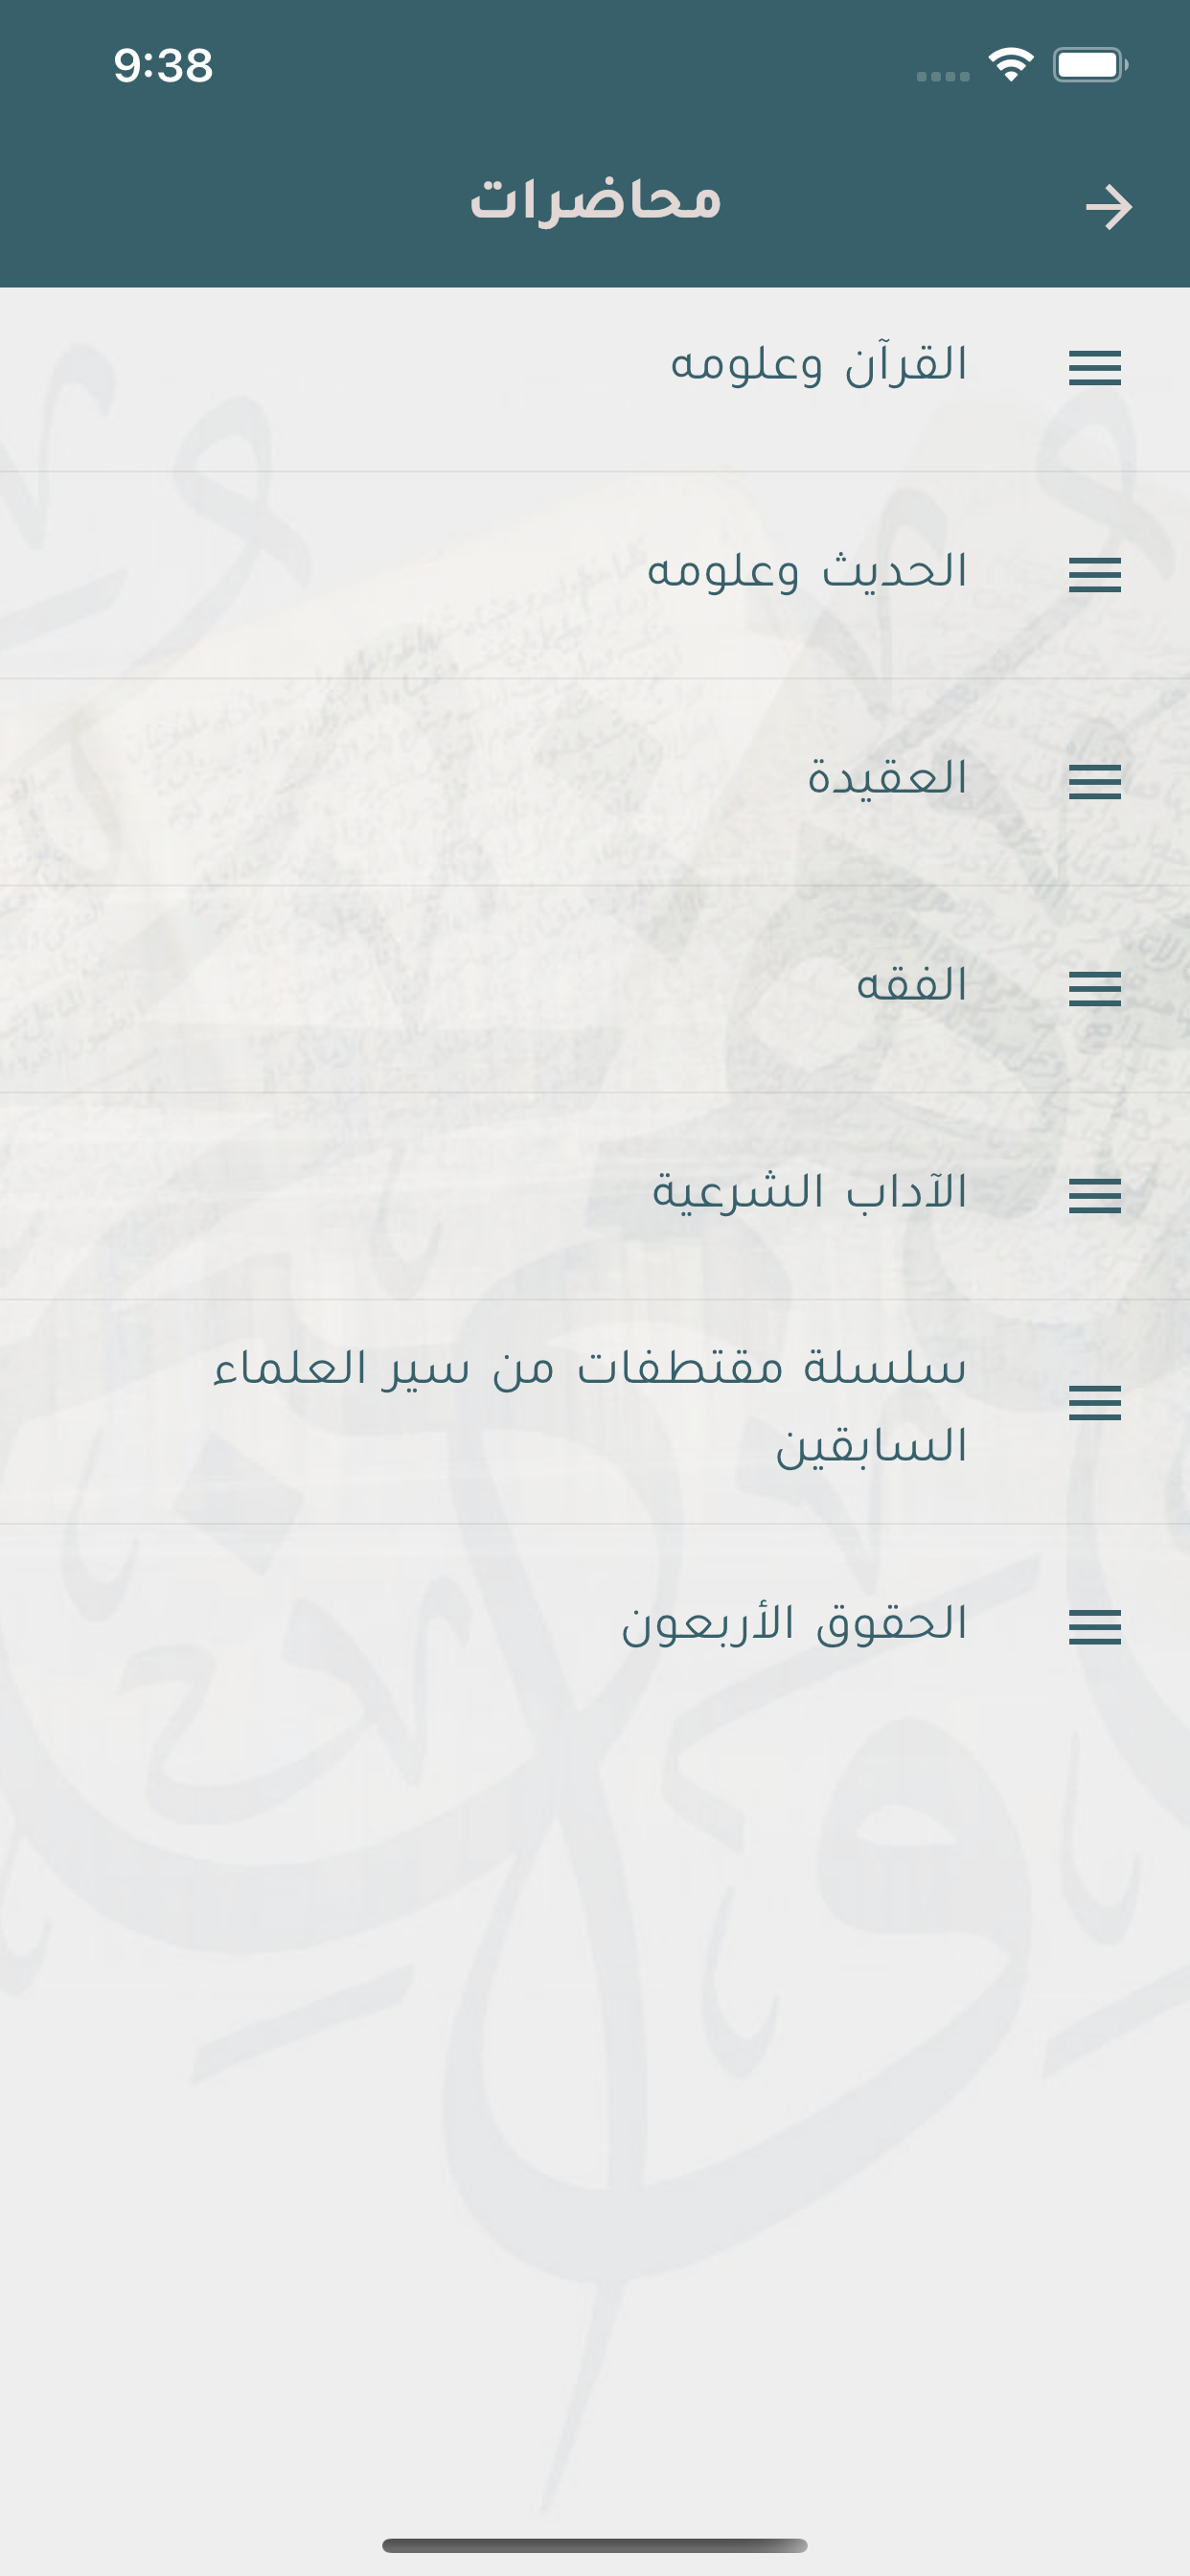 9:38
محاضرات
القرآن وعلومه
الحديث وعلومه
العقيدة
الفقه
الآداب الشرعية
سلسلة مقتطفات من سير العلماء
السابقين
الحقوق الأربعون